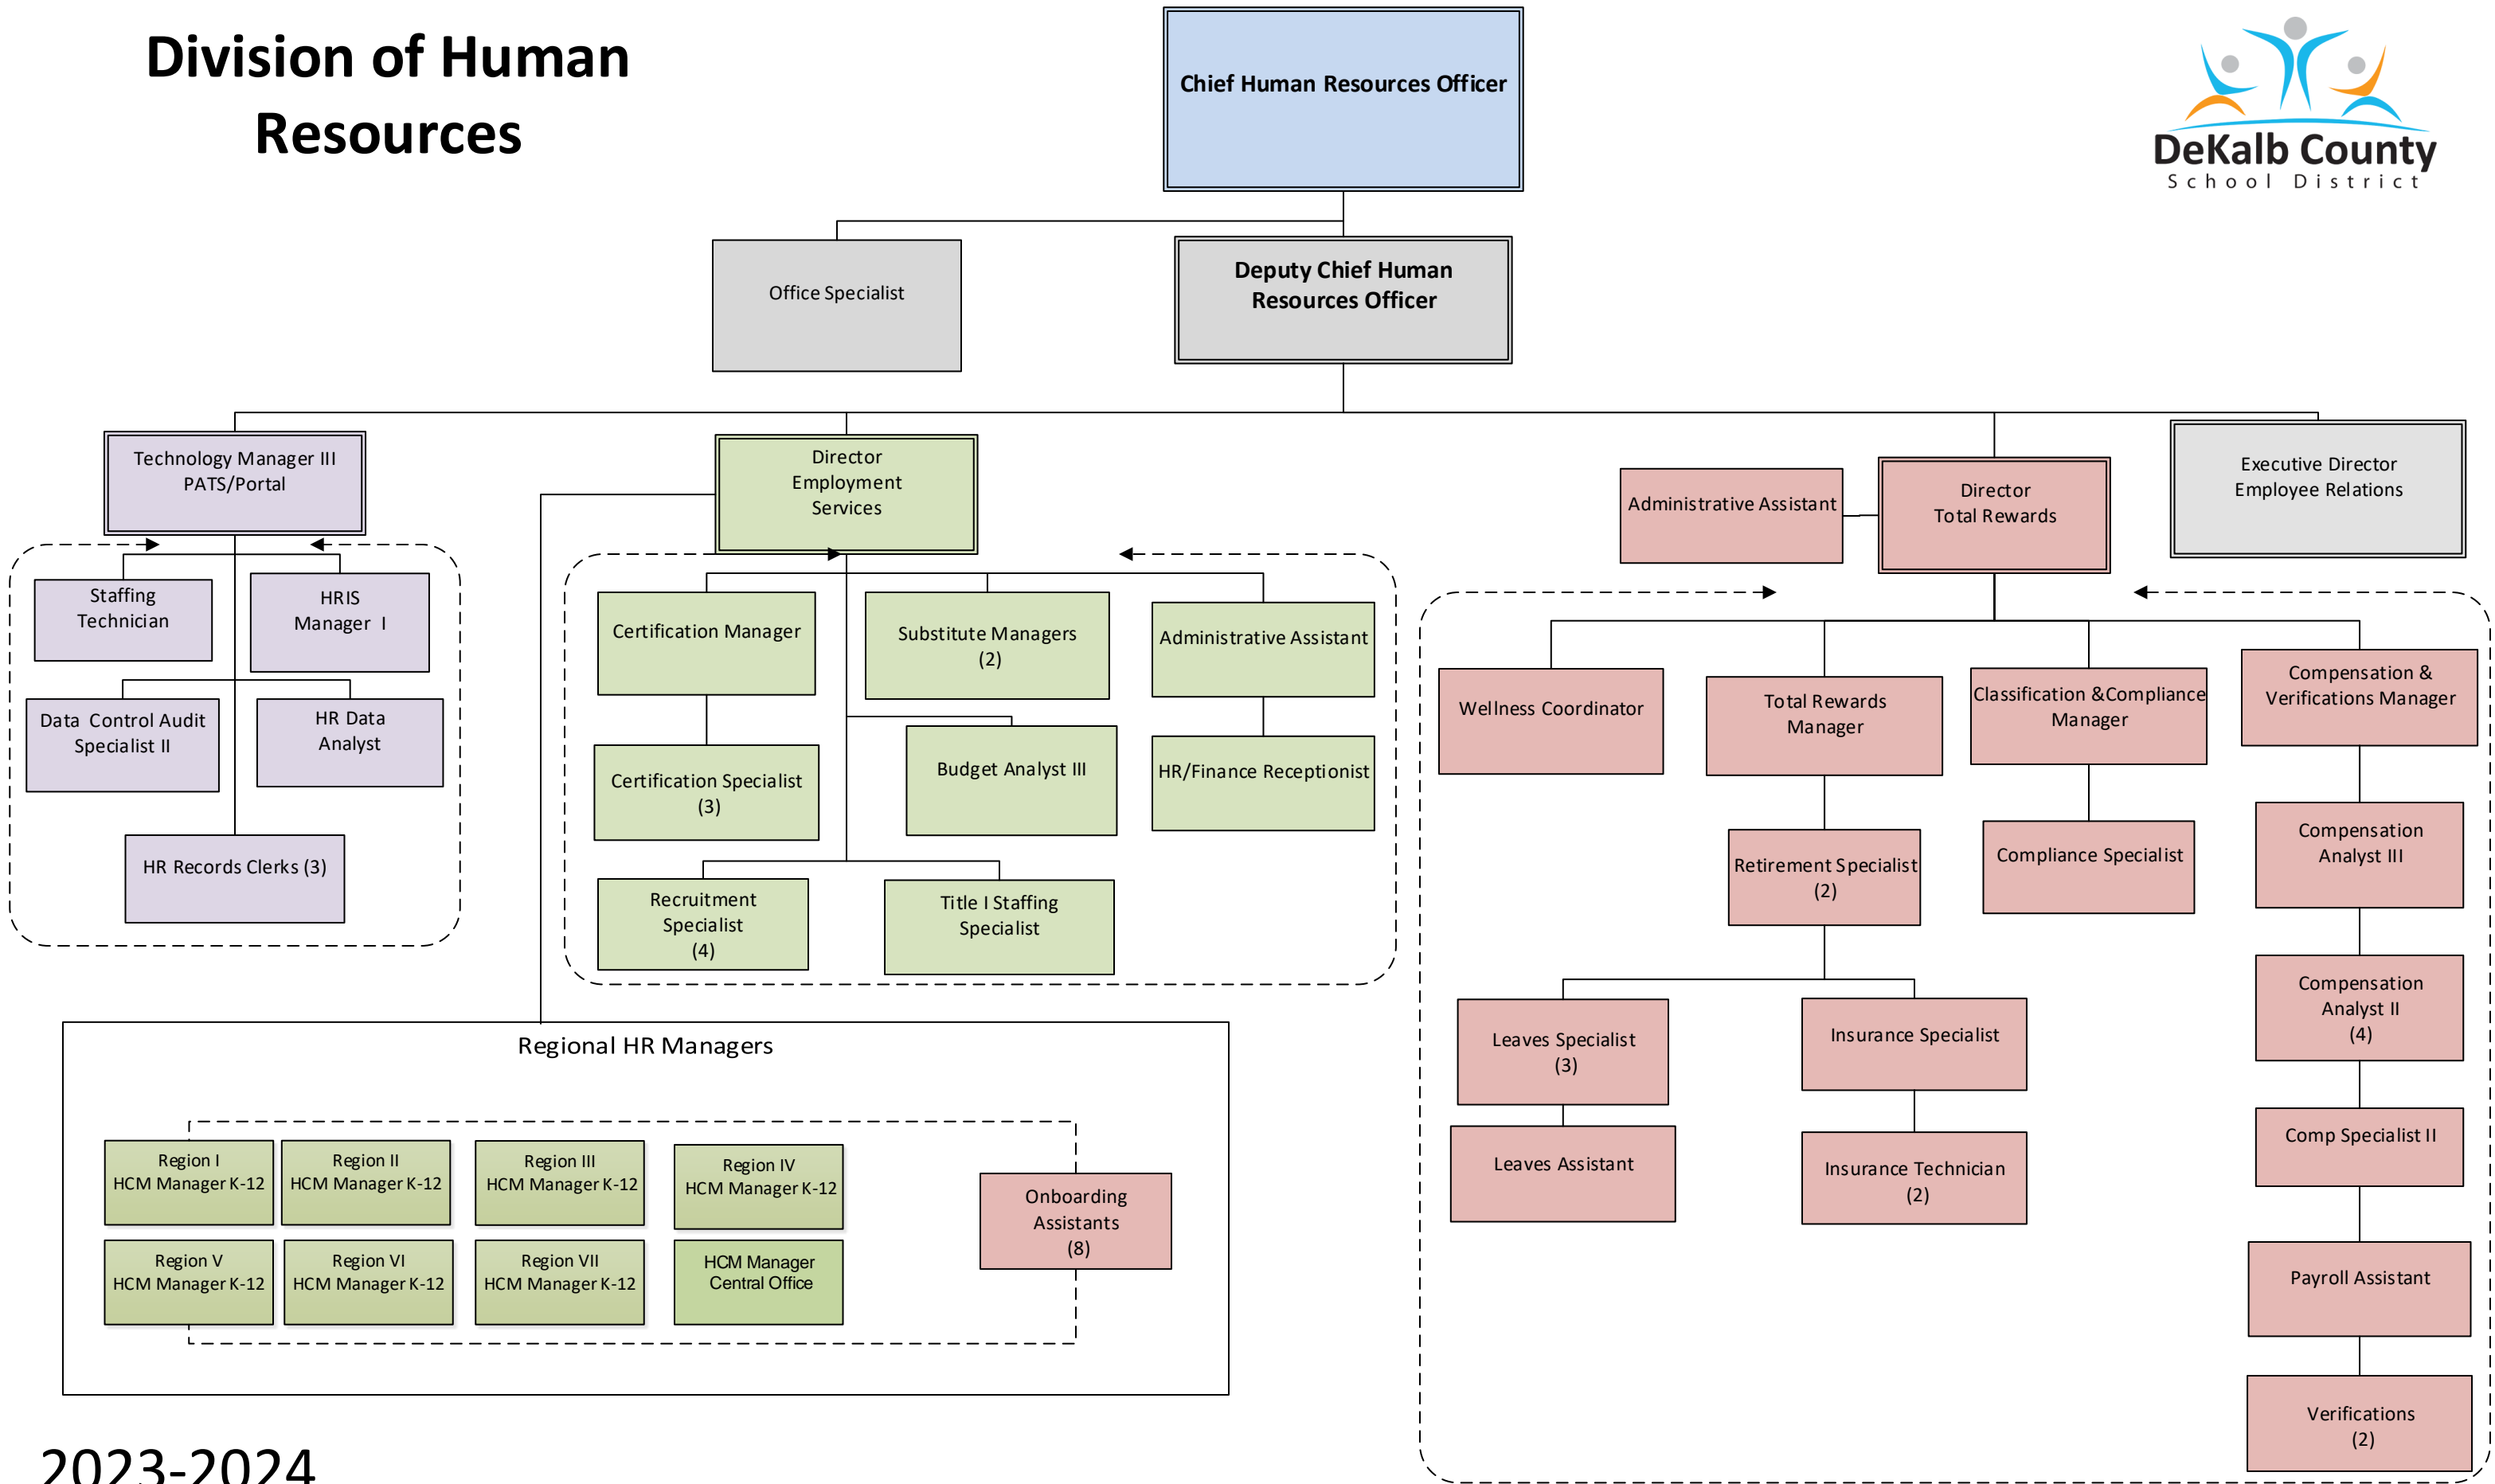 Division of Human
Resources
Chief Human Resources Officer
DeKalb County
School District
Office Specialist
Deputy Chief Human
Resources Officer
Technology Manager III
PATS/Portal
Director
Employment
Services
Administrative Assistant
Director
Total Rewards
Executive Director
Employee Relations
Staffing
Technician
HRIS
Manager I
Data Control Audit
Specialist II
HR Data
Analyst
HR Records Clerks (3)
Certification Manager
Substitute Managers
(2)
Administrative Assistant
Certification Specialist
(3)
Budget Analyst III
HR/Finance Receptionist
Recruitment
Specialist
(4)
Title I Staffing
Specialist
Wellness Coordinator
Total Rewards
Manager
Classification &Compliance
Manager
Compensation &
Verifications Manager
Retirement Specialist
(2)
Compliance Specialist
Compensation
Analyst III
Leaves Specialist
(3)
Insurance Specialist
Compensation
Analyst II
(4)
Leaves Assistant
Insurance Technician
(2)
Comp Specialist II
Payroll Assistant
Verifications
(2)
Regional HR Managers
Region I
HCM Manager K-12
Region II
HCM Manager K-12
Region III
HCM Manager K-12
Region IV
HCM Manager K-12
Onboarding
Assistants
(8)
Region V
HCM Manager K-12
Region VI
HCM Manager K-12
Region VII
HCM Manager K-12
HCM Manager
Central Office
2023-2024